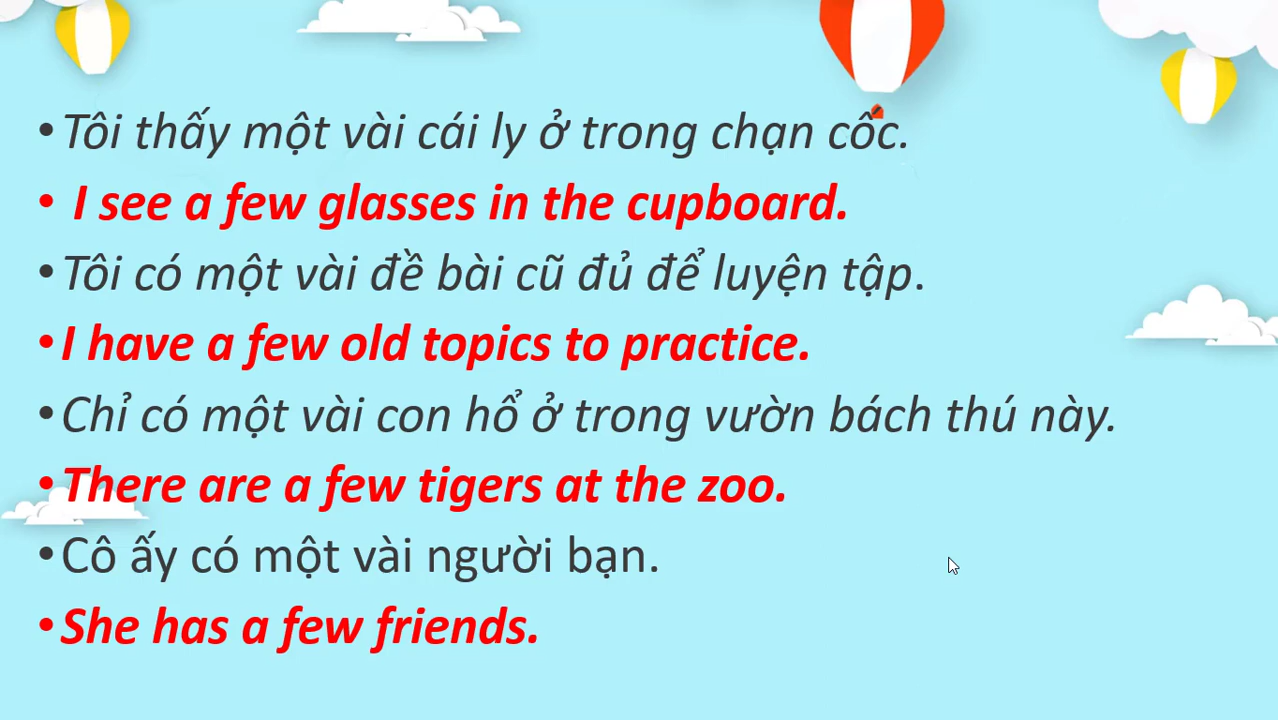 • Tôi thấy một vài cái ly ở trong chạn cốc.
• I see a few glasses in the cupboard.
• Tôi có một vài đề bài cũ đủ để luyện tập.
• I have a few old topics to practice.
• Chỉ có một vài con hổ ở trong vườn bách thú này.
• There are a few tigers at the zoo.
• Cô ấy có một vài người bạn.
• She has a few friends.